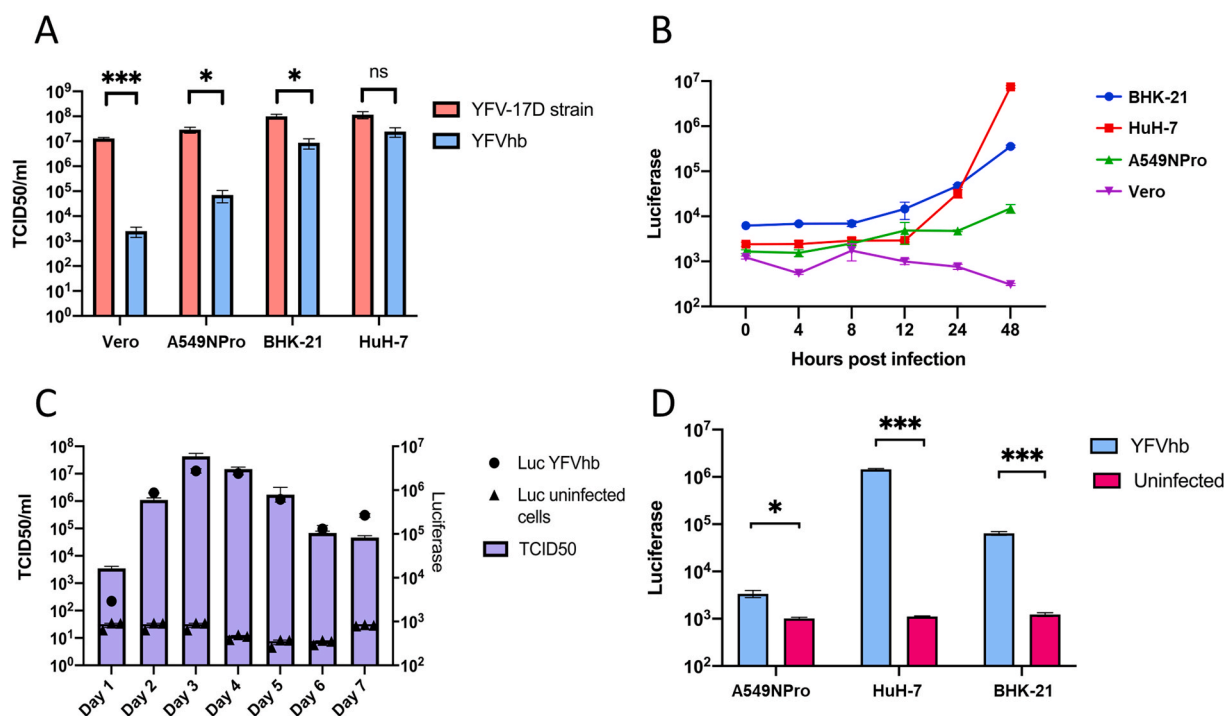 A
*** * * ns
10⁹
10⁸
10⁷
10⁶
10⁵
10⁴
10³
10²
10¹
10⁰
TCID50/ml
Vero A549NPro BHK-21 HuH-7
YFV-17D strain
YFVhb
B
10⁷
10⁶
10⁵
10⁴
10³
10²
Luciferase
0 4 8 12 24 48
Hours post infection
BHK-21
HuH-7
A549NPro
Vero
C
10⁸
10⁷
10⁶
10⁵
10⁴
10³
10²
10¹
10⁰
TCID50/ml
10⁷
10⁶
10⁵
10⁴
10³
10²
Luciferase
Day 1 Day 2 Day 3 Day 4 Day 5 Day 6 Day 7
Luc YFVhb
Luc uninfected
cells
TCID50
D
* *** ***
10⁷
10⁶
10⁵
10⁴
10³
10²
Luciferase
A549NPro HuH-7 BHK-21
YFVhb
Uninfected